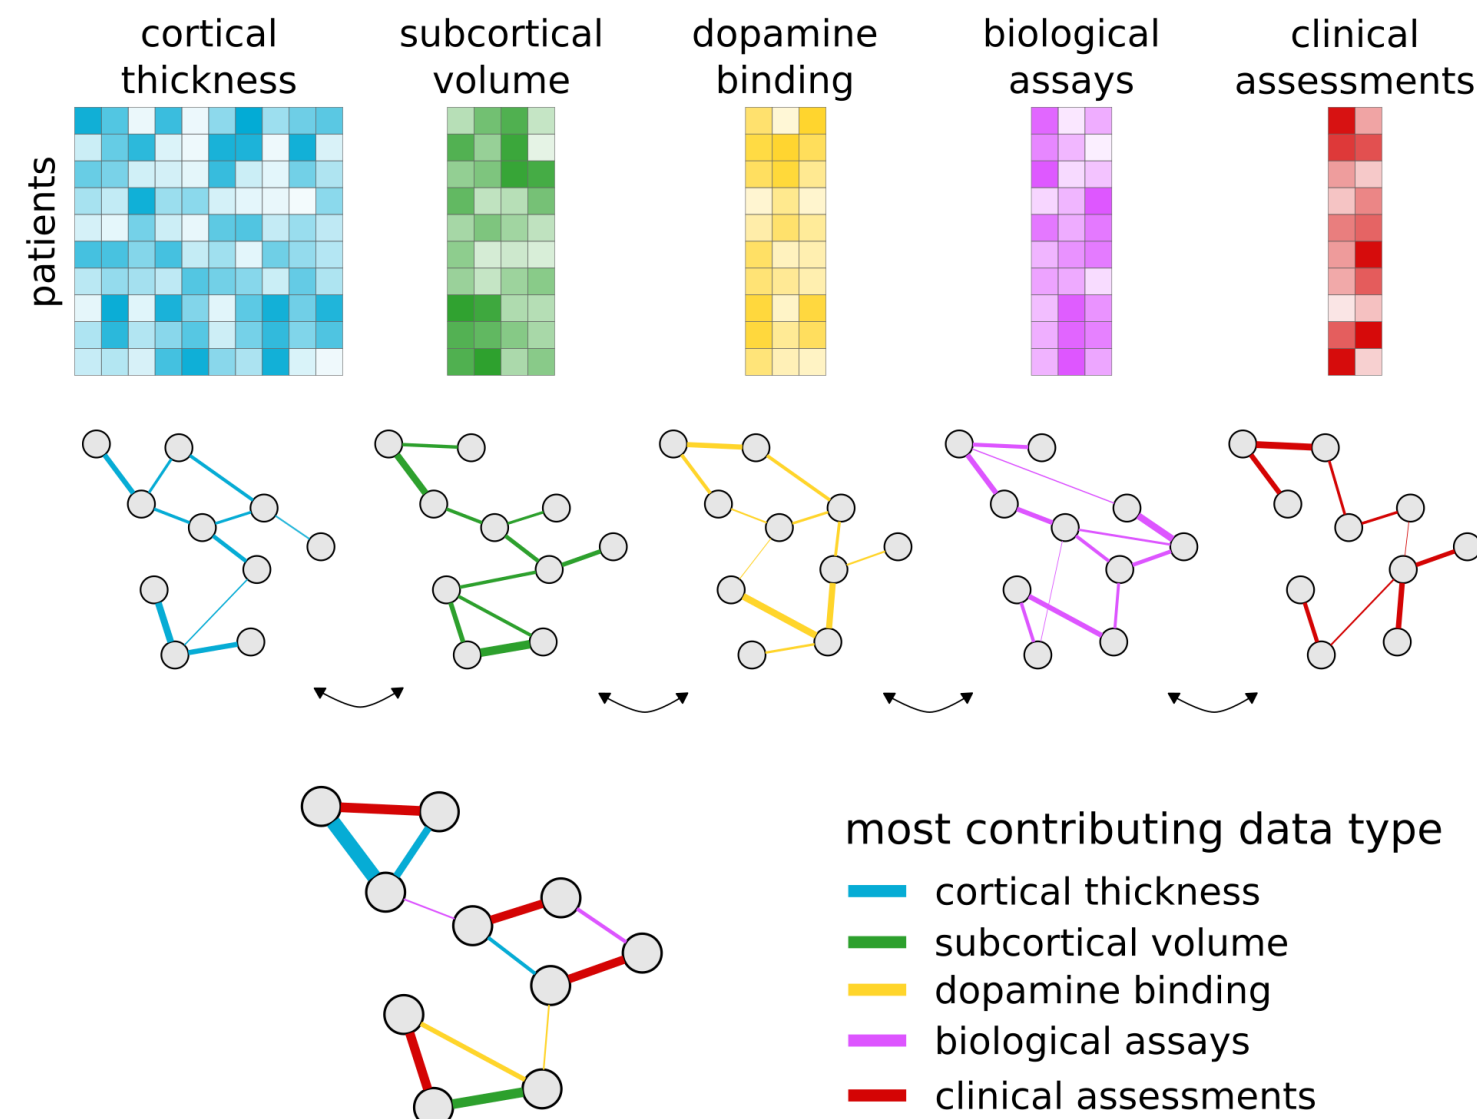 cortical
thickness
subcortical
volume
dopamine
binding
biological
assays
clinical
assessments
patients
most contributing data type
cortical thickness
subcortical volume
dopamine binding
biological assays
clinical assessments